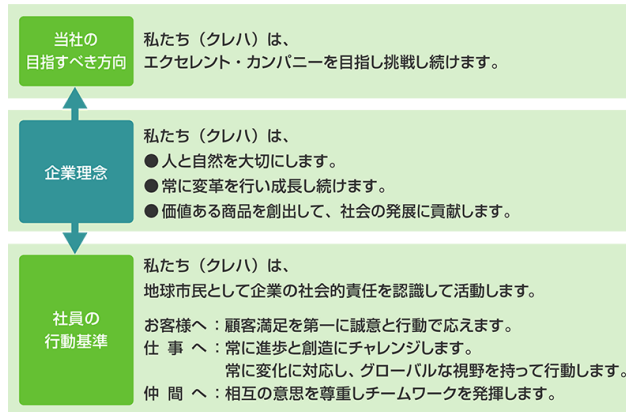 当社の
目指すべき方向
私たち（クレハ）は、
エクセレント・カンパニーを目指し挑戦し続けます。
企業理念
私たち（クレハ）は、
●人と自然を大切にします。
●常に変革を行い成長し続けます。
●価値ある商品を創出して、社会の発展に貢献します。
社員の
行動基準
私たち（クレハ）は、
地球市民として企業の社会的責任を認識して活動します。
お客様へ：顧客満足を第一に誠意と行動で応えます。
仕事へ：常に進歩と創造にチャレンジします。
常に変化に対応し、グローバルな視野を持って行動します。
仲間へ：相互の意思を尊重しチームワークを発揮します。